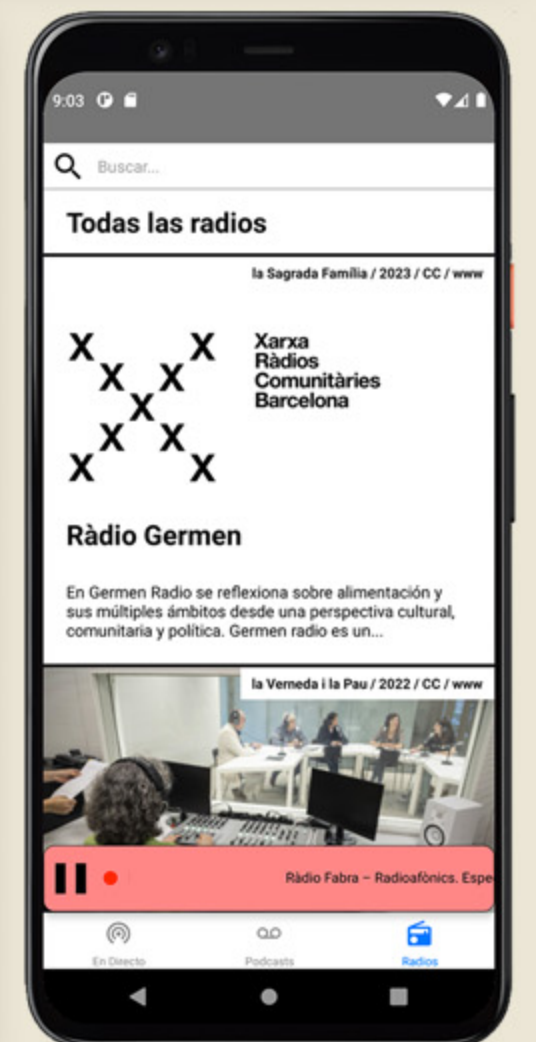 9:03
Buscar...
Todas las radios
la Sagrada Família / 2023 / CC / www
Xarxa
Ràdios
Comunitàries
Barcelona
Ràdio Germen
En Germen Radio se reflexiona sobre alimentación y
sus múltiples ámbitos desde una perspectiva cultural,
comunitaria y política. Germen radio es un...
la Verneda i la Pau / 2022 / CC / www
Ràdio Fabra – Radioafònics. Espe
En Directo
Podcasts
Radios